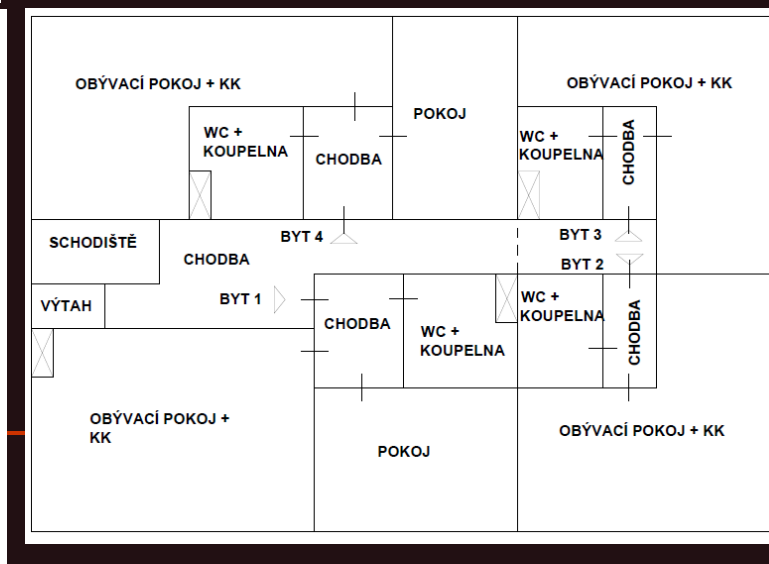 OBÝVACÍ POKOJ + KK
WC +
KOUPELNA
CHODBA
POKOJ
OBÝVACÍ POKOJ + KK
WC +
KOUPELNA
CHODBA
SCHODIŠTĚ
CHODBA
BYT 4
BYT 3
BYT 2
VÝTAH
BYT 1
CHODBA
WC +
KOUPELNA
WC +
KOUPELNA
CHODBA
OBÝVACÍ POKOJ +
KK
POKOJ
OBÝVACÍ POKOJ + KK